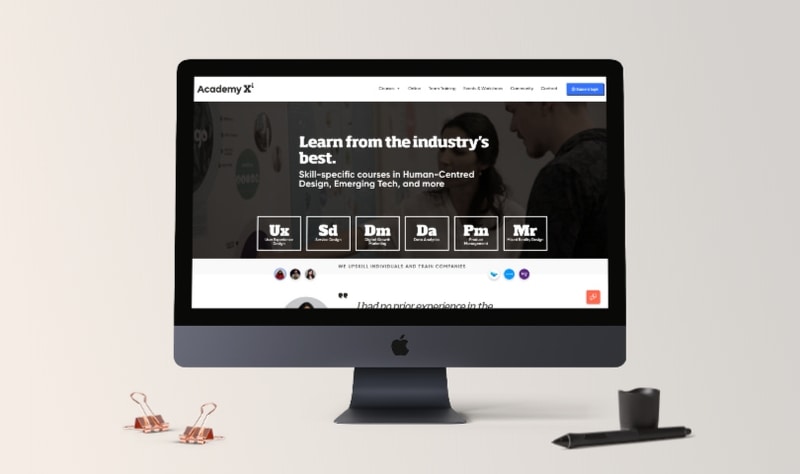 Academy Xi
Courses Online Team Training Events & Workshops Community Contact
Learn from the industry's
best.
Skill-specific courses in Human-Centred
Design, Emerging Tech, and more
Ux Sd Dm Da Pm Mr
User Experience
Design
Service Design
Digital Growth
Marketing
Data Analytics
Product
Management
Mixed Reality Design
WE UPSKILL INDIVIDUALS AND TRAIN COMPANIES
I had no prior experience in the